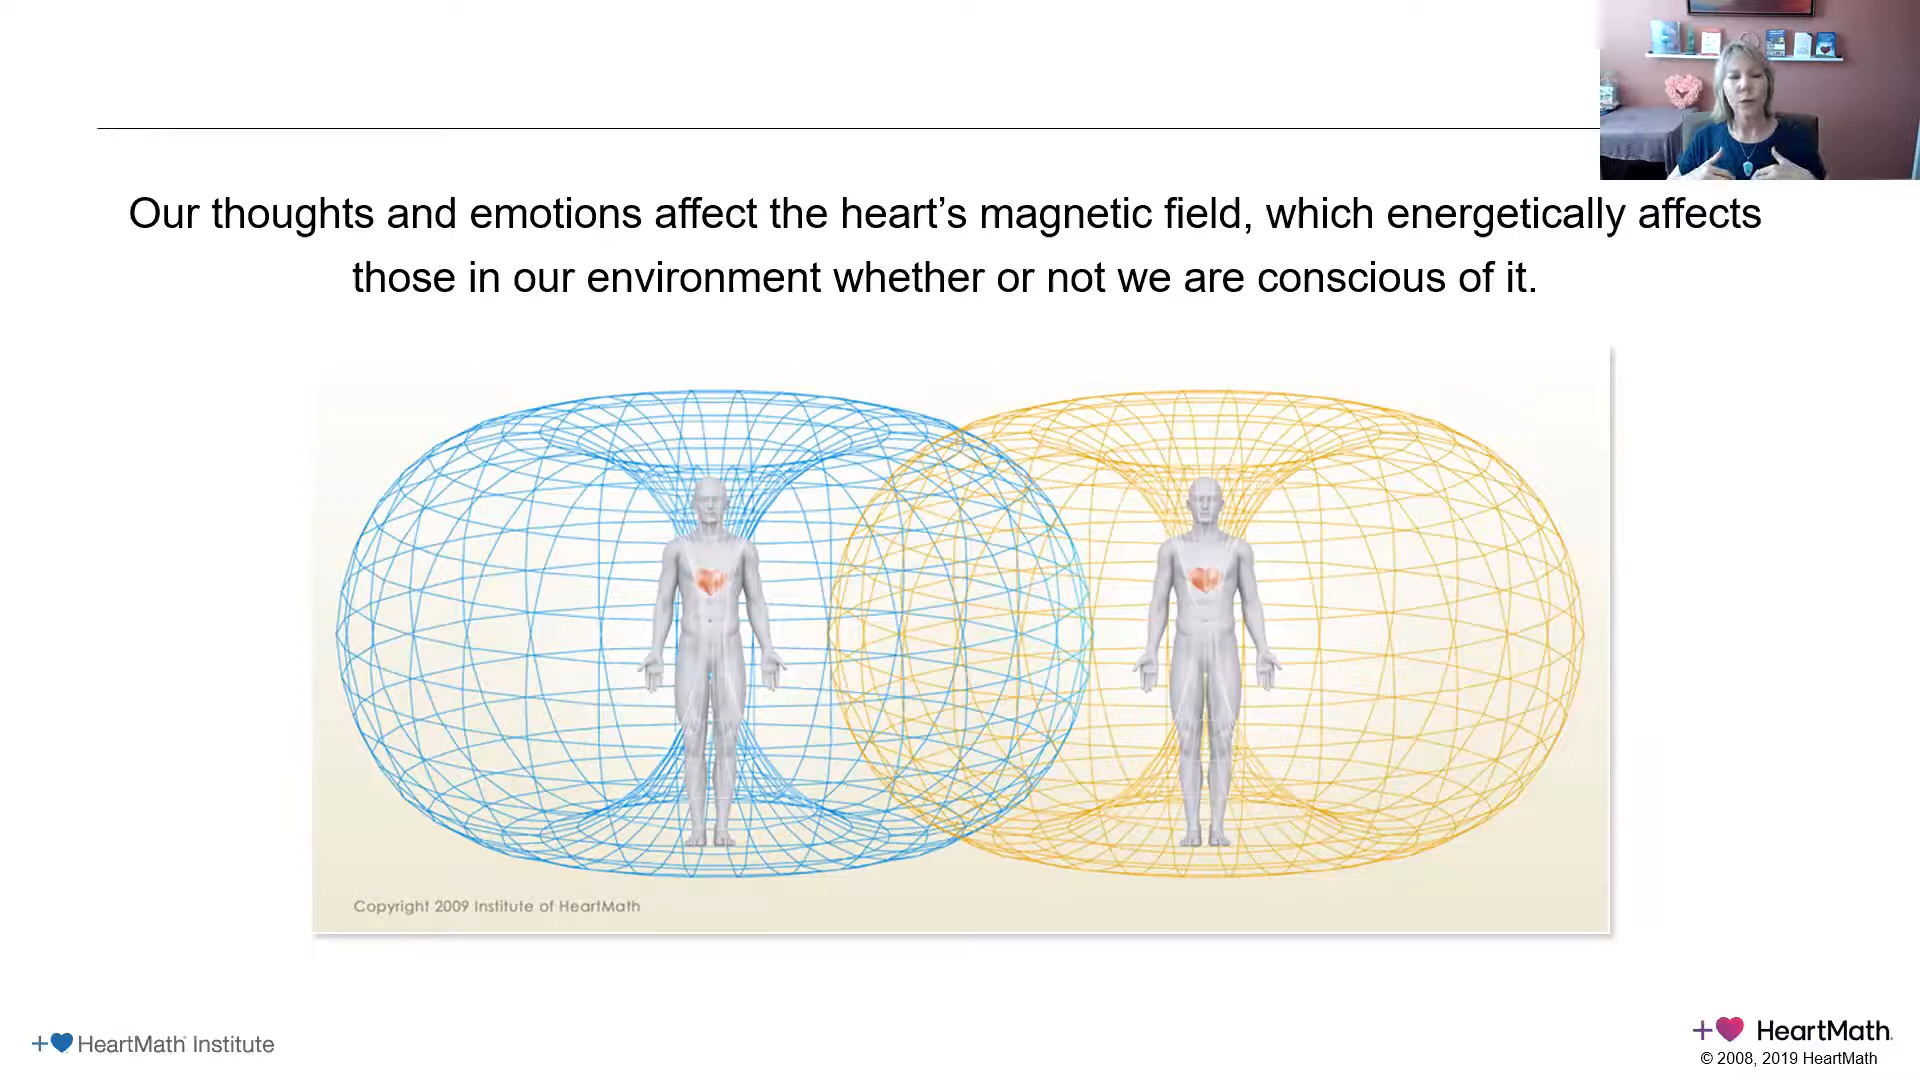 Our thoughts and emotions affect the heart’s magnetic field, which energetically affects
those in our environment whether or not we are conscious of it.
Copyright 2009 Institute of HeartMath
HeartMath Institute
HeartMath
© 2008, 2019 HeartMath